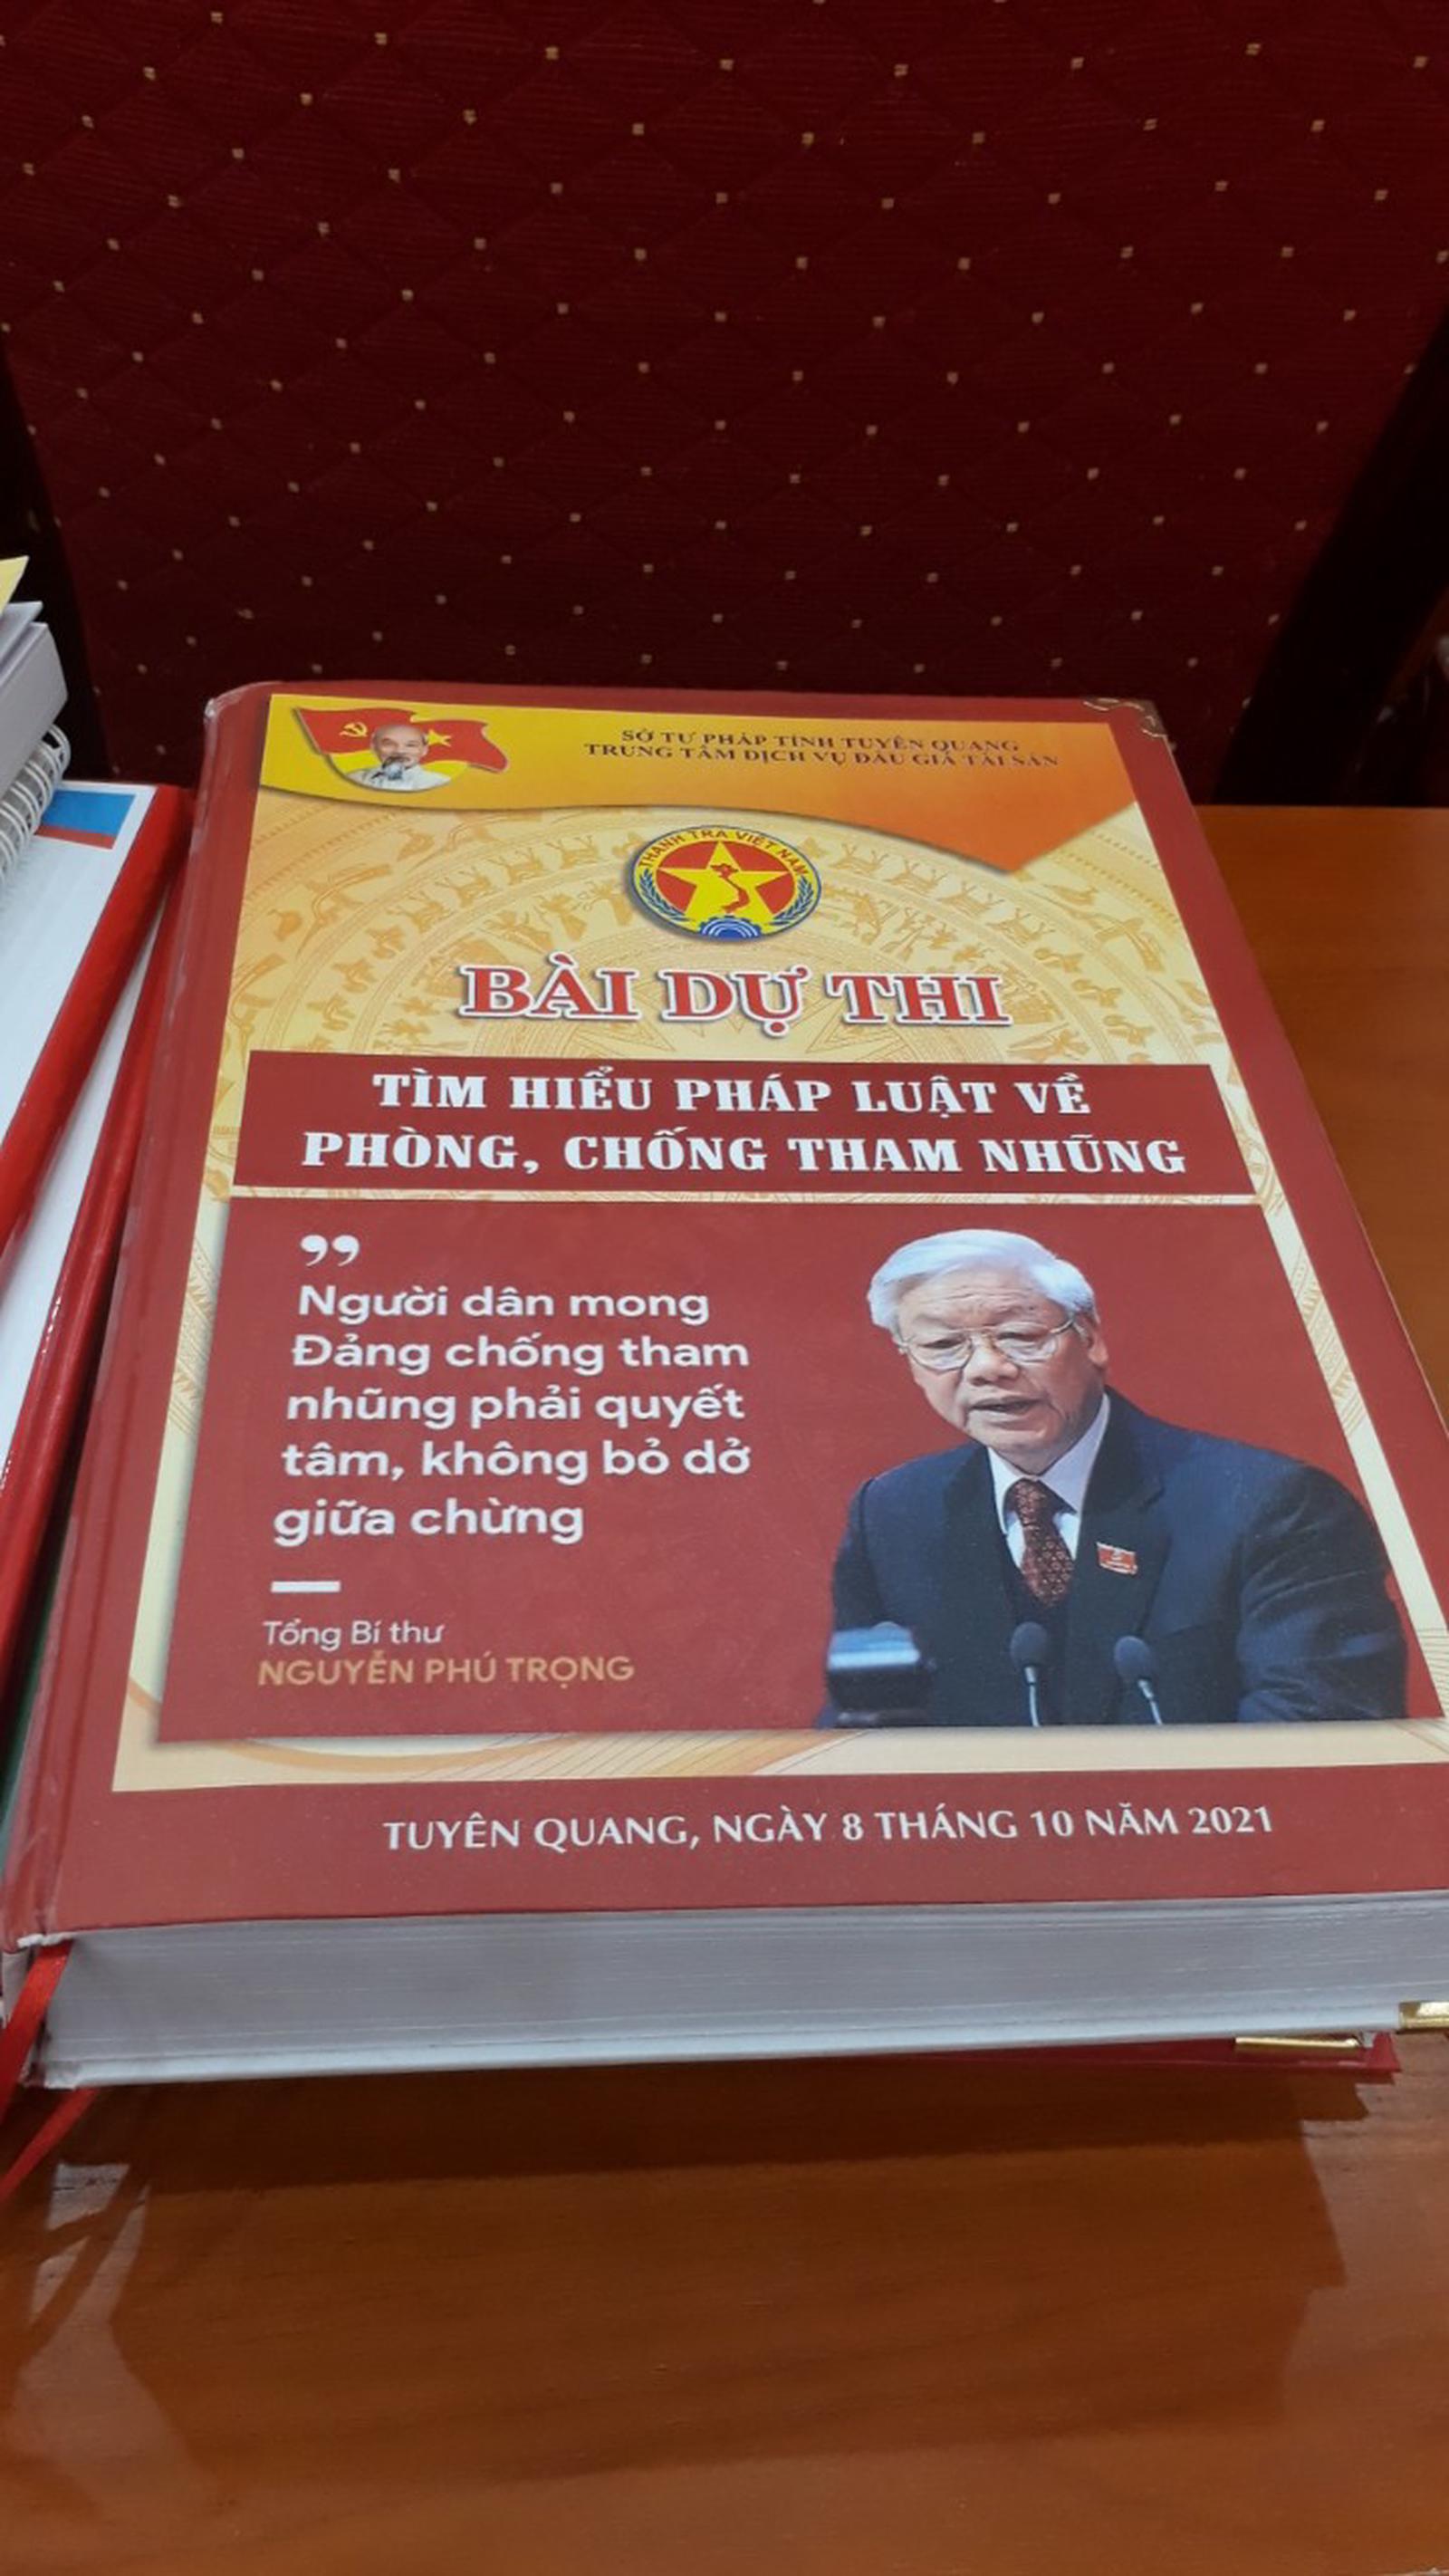 SỞ TƯ PHÁP TỈNH TUYÊN QUANG
TRUNG TÂM DỊCH VỤ ĐẤU GIÁ TÀI SẢN
THANH TRA VIỆT NAM
BÀI DỰ THI
TÌM HIỂU PHÁP LUẬT VỀ
PHÒNG, CHỐNG THAM NHŨNG
”
Người dân mong
Đảng chống tham
nhũng phải quyết
tâm, không bỏ dở
giữa chừng
Tổng Bí thư
NGUYỄN PHÚ TRỌNG
TUYÊN QUANG, NGÀY 8 THÁNG 10 NĂM 2021